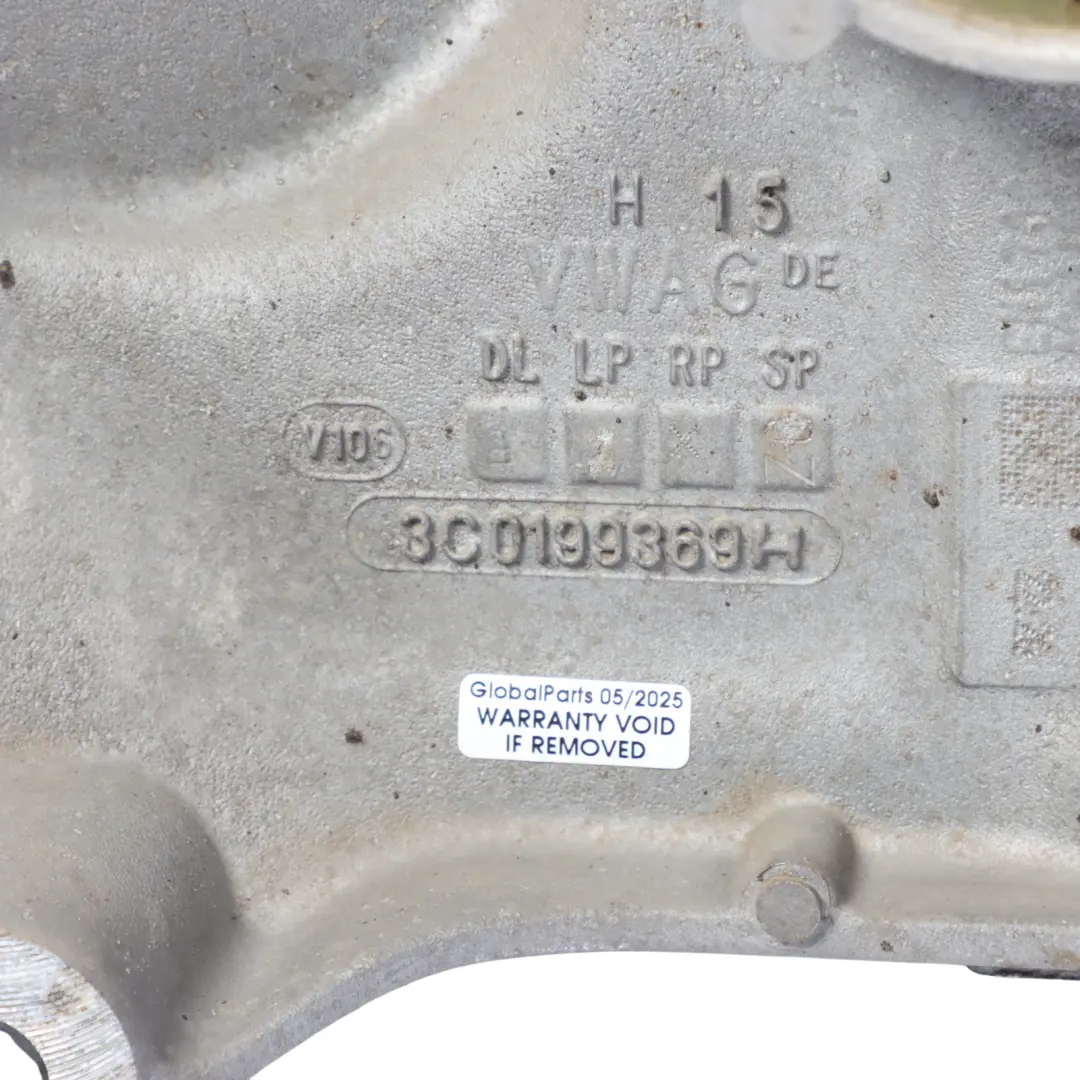 H 15
VWAG DE
DL LP RP SP
V106
3C0199369H
GlobalParts 05/2025
WARRANTY VOID
IF REMOVED